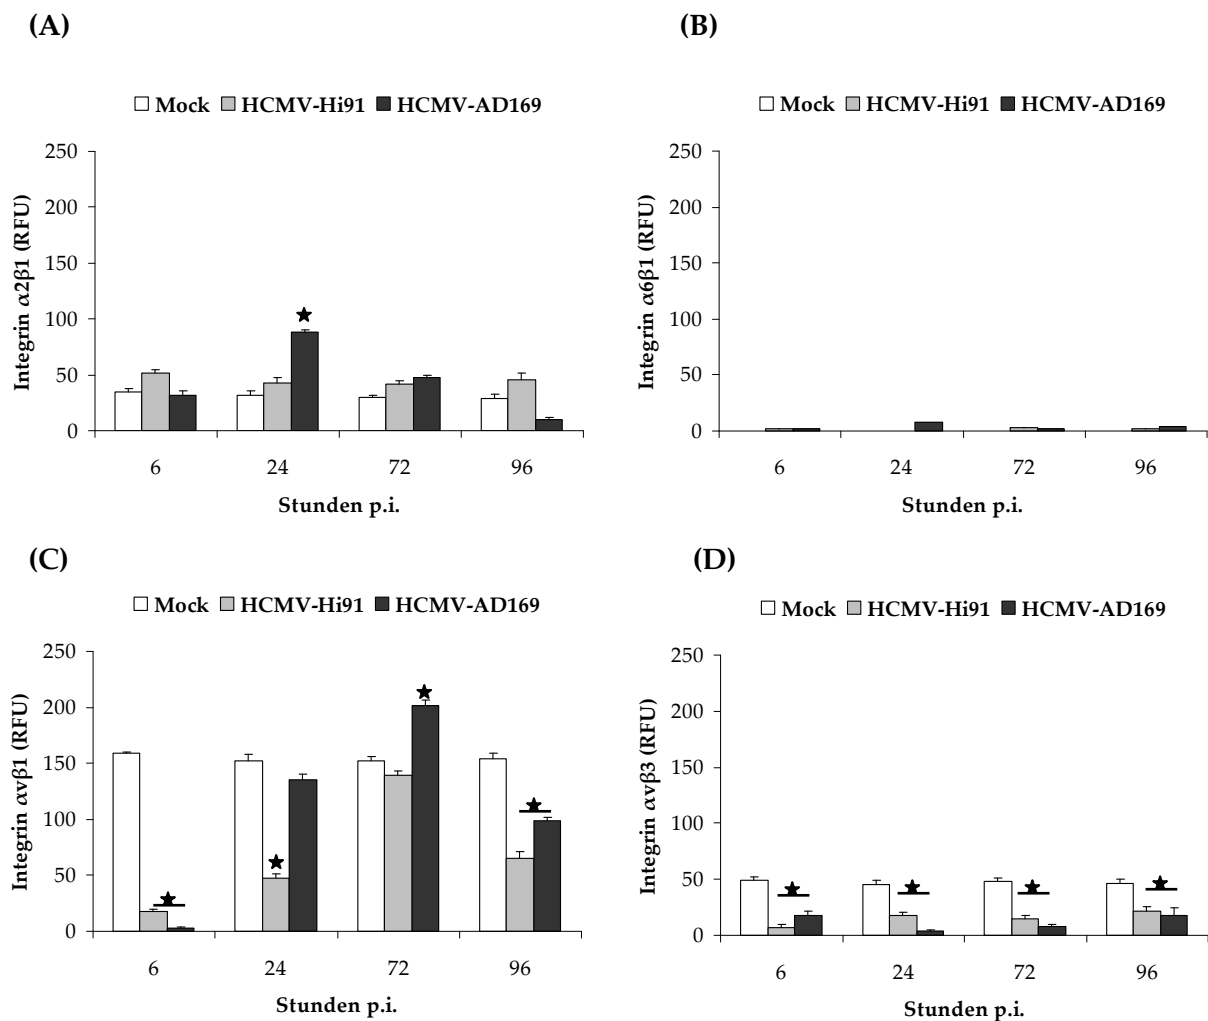 (A)
Mock HCMV-Hi91 HCMV-AD169
Integrin α2β1 (RFU)
250
200
150
100
50
0
6 24 72 96
Stunden p.i.
(B)
Mock HCMV-Hi91 HCMV-AD169
Integrin α6β1 (RFU)
250
200
150
100
50
0
6 24 72 96
Stunden p.i.
(C)
Mock HCMV-Hi91 HCMV-AD169
Integrin αvβ1 (RFU)
250
200
150
100
50
0
6 24 72 96
Stunden p.i.
(D)
Mock HCMV-Hi91 HCMV-AD169
Integrin αvβ3 (RFU)
250
200
150
100
50
0
6 24 72 96
Stunden p.i.